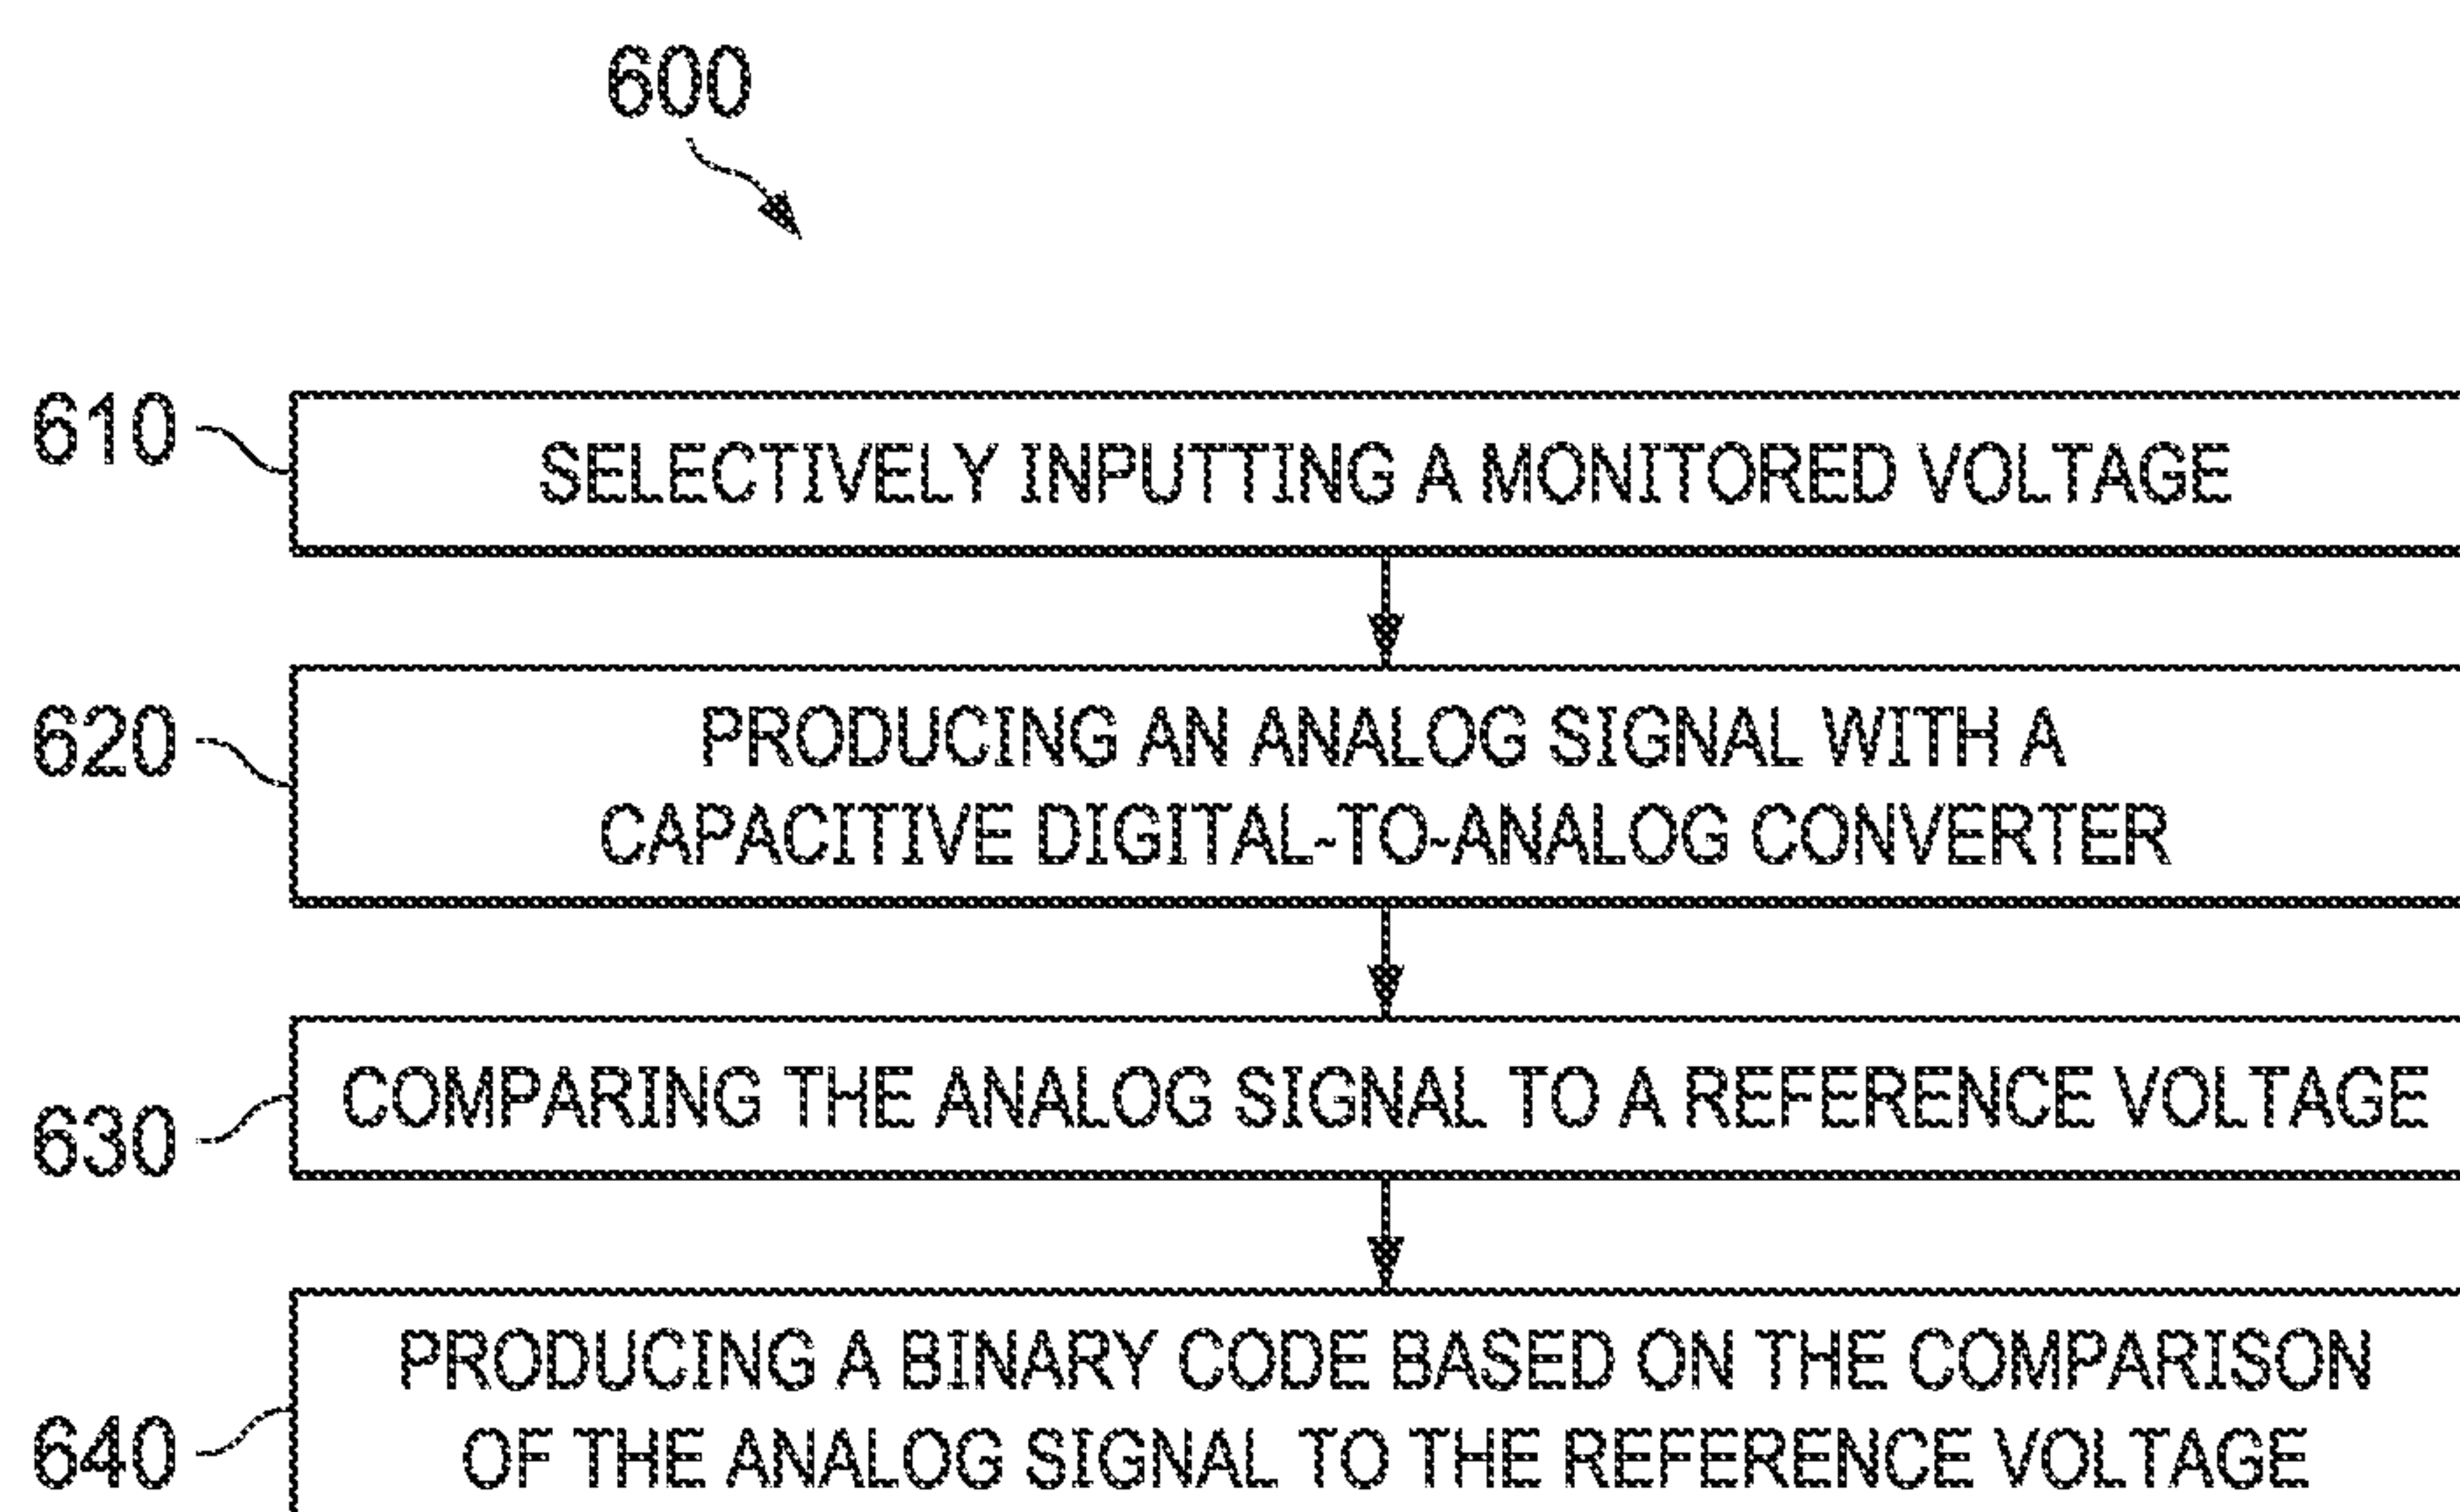 600
610
SELECTIVELY INPUTTING A MONITORED VOLTAGE
620
PRODUCING AN ANALOG SIGNAL WITH A
CAPACITIVE DIGITAL-TO-ANALOG CONVERTER
630
COMPARING THE ANALOG SIGNAL TO A REFERENCE VOLTAGE
640
PRODUCING A BINARY CODE BASED ON THE COMPARISON
OF THE ANALOG SIGNAL TO THE REFERENCE VOLTAGE